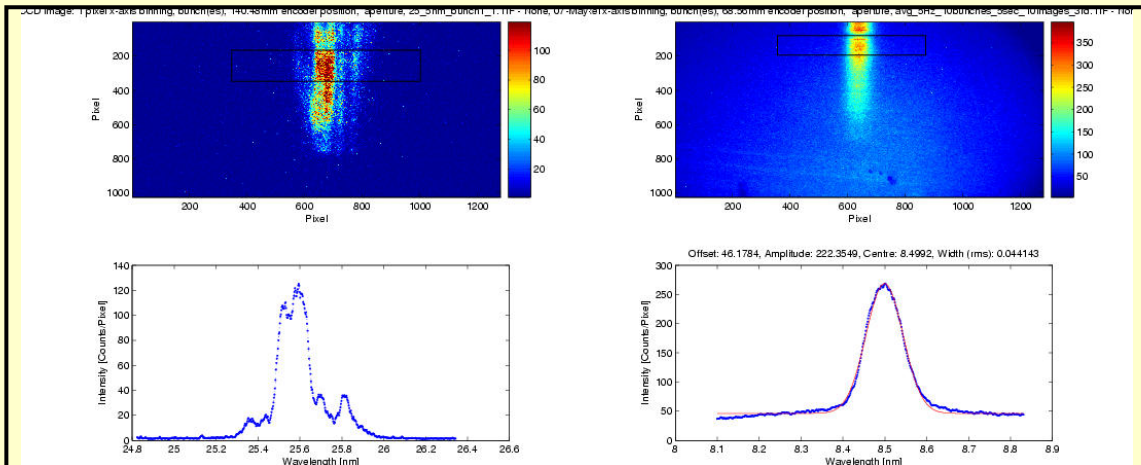 CCD image: 1 pixel x-axis binning, bunch(es), 140.48mm encoder position, aperture, 25_5nm_bunch1_1.TIF - None, 07-May
x-axis binning, bunch(es), 68.56mm encoder position, aperture, avg_5Hz_10bunches_5sec_10images_3rd.TIF - Non
200
400
600
800
1000
Pixel
200 400 600 800 1000 1200
Pixel
100
80
60
40
20
200
400
600
800
1000
Pixel
200 400 600 800 1000 1200
Pixel
350
300
250
200
150
100
50
140
120
100
80
60
40
20
0
Intensity [Counts/Pixel]
24.8 25 25.2 25.4 25.6 25.8 26 26.2 26.4 26.6
Wavelength [nm]
Offset: 46.1784, Amplitude: 222.3549, Centre: 8.4992, Width (rms): 0.044143
300
250
200
150
100
50
0
Intensity [Counts/Pixel]
8 8.1 8.2 8.3 8.4 8.5 8.6 8.7 8.8 8.9
Wavelength [nm]